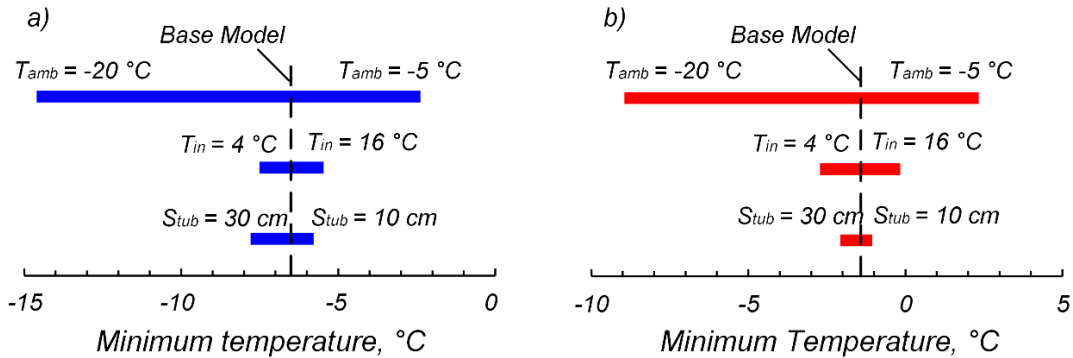 a)
Base Model
Tamb = -20 °C
Tamb = -5 °C
Tin = 4 °C
Tin = 16 °C
Stub = 30 cm
Stub = 10 cm
-15
-10
-5
0
Minimum temperature, °C
b)
Base Model
Tamb = -20 °C
Tamb = -5 °C
Tin = 4 °C
Tin = 16 °C
Stub = 30 cm
Stub = 10 cm
-10
-5
0
5
Minimum Temperature, °C